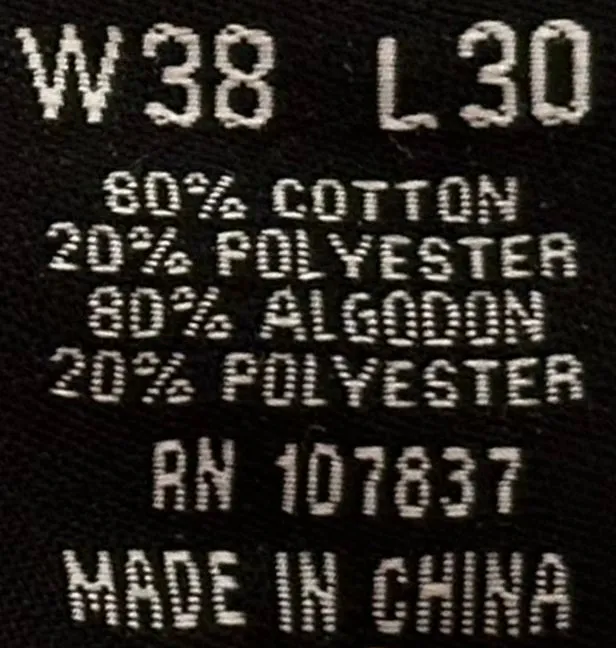 W38 L30
80% COTTON
20% POLYESTER
80% ALGODON
20% POLYESTER
RN 107837
MADE IN CHINA